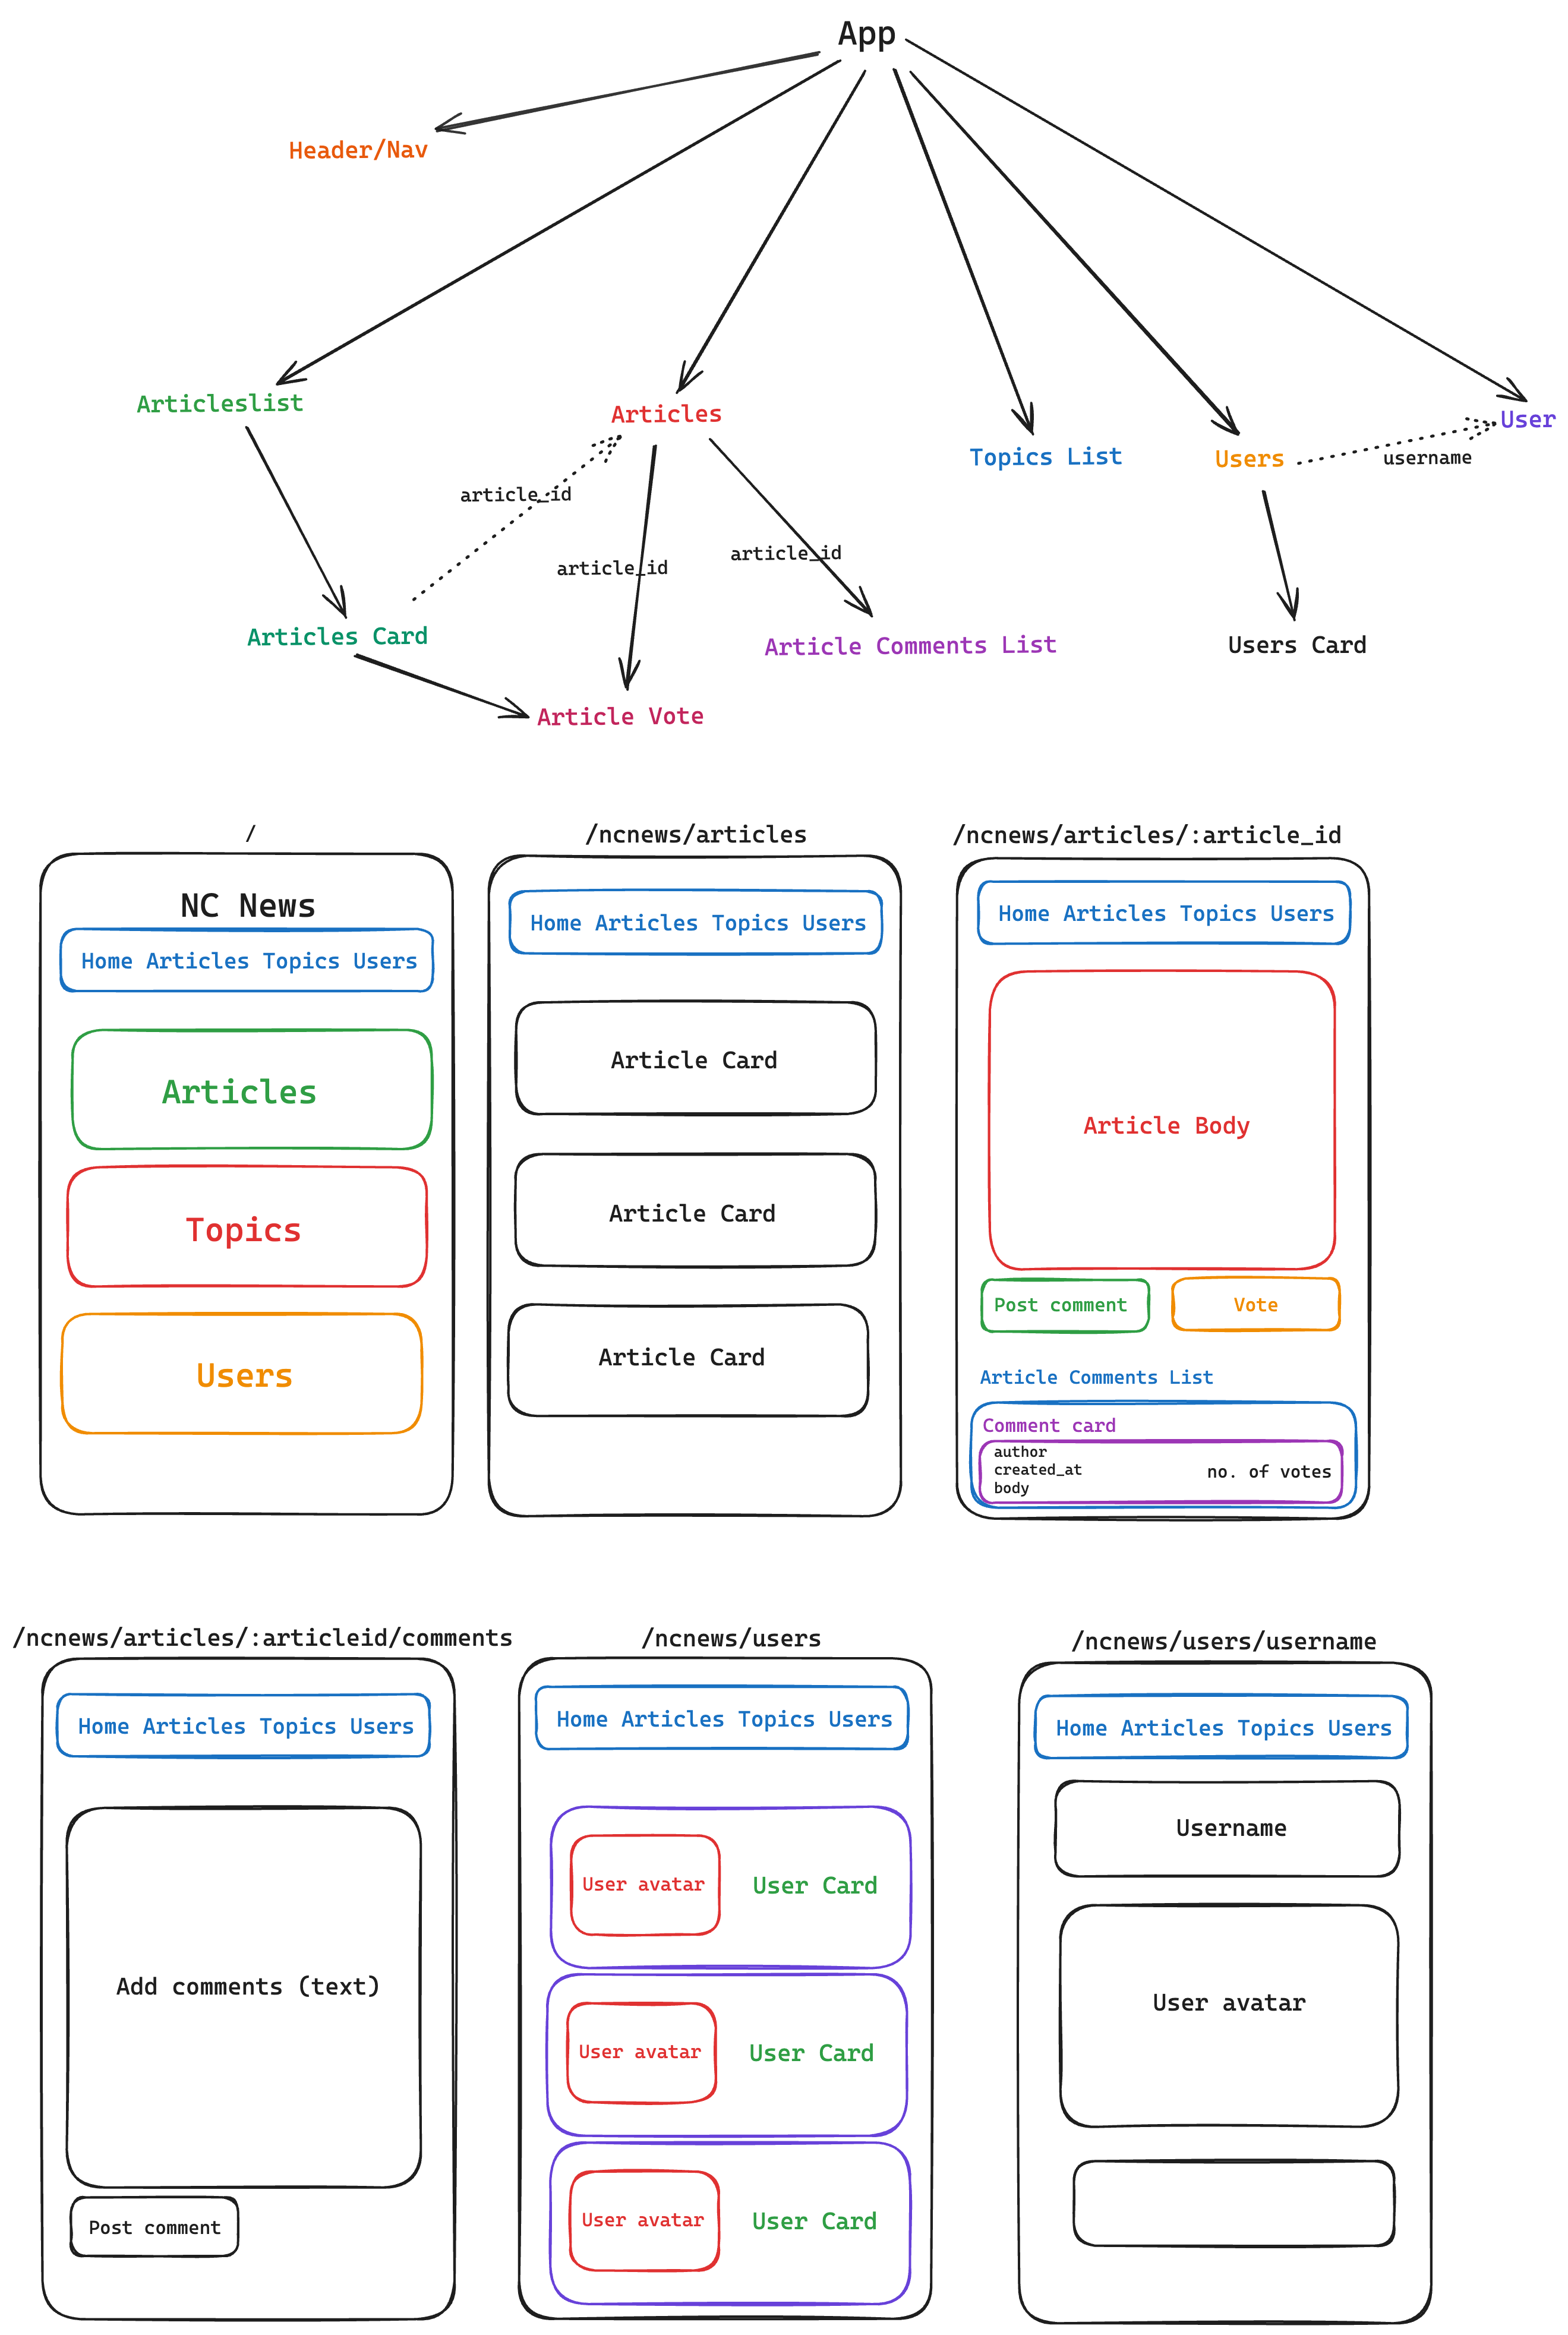 App
Header/Nav
Articleslist
Articles
Topics List
Users
User
username
article_id
article_id
article_id
Articles Card
Article Comments List
Users Card
Article Vote
/
/ncnews/articles
/ncnews/articles/:article_id
NC News
Home Articles Topics Users
Articles
Topics
Users
Home Articles Topics Users
Article Card
Article Card
Article Card
Home Articles Topics Users
Article Body
Post comment
Vote
Article Comments List
Comment card
author
created_at
body
no. of votes
/ncnews/articles/:articleid/comments
/ncnews/users
/ncnews/users/username
Home Articles Topics Users
Add comments (text)
Post comment
Home Articles Topics Users
User avatar
User Card
User avatar
User Card
User avatar
User Card
Home Articles Topics Users
Username
User avatar